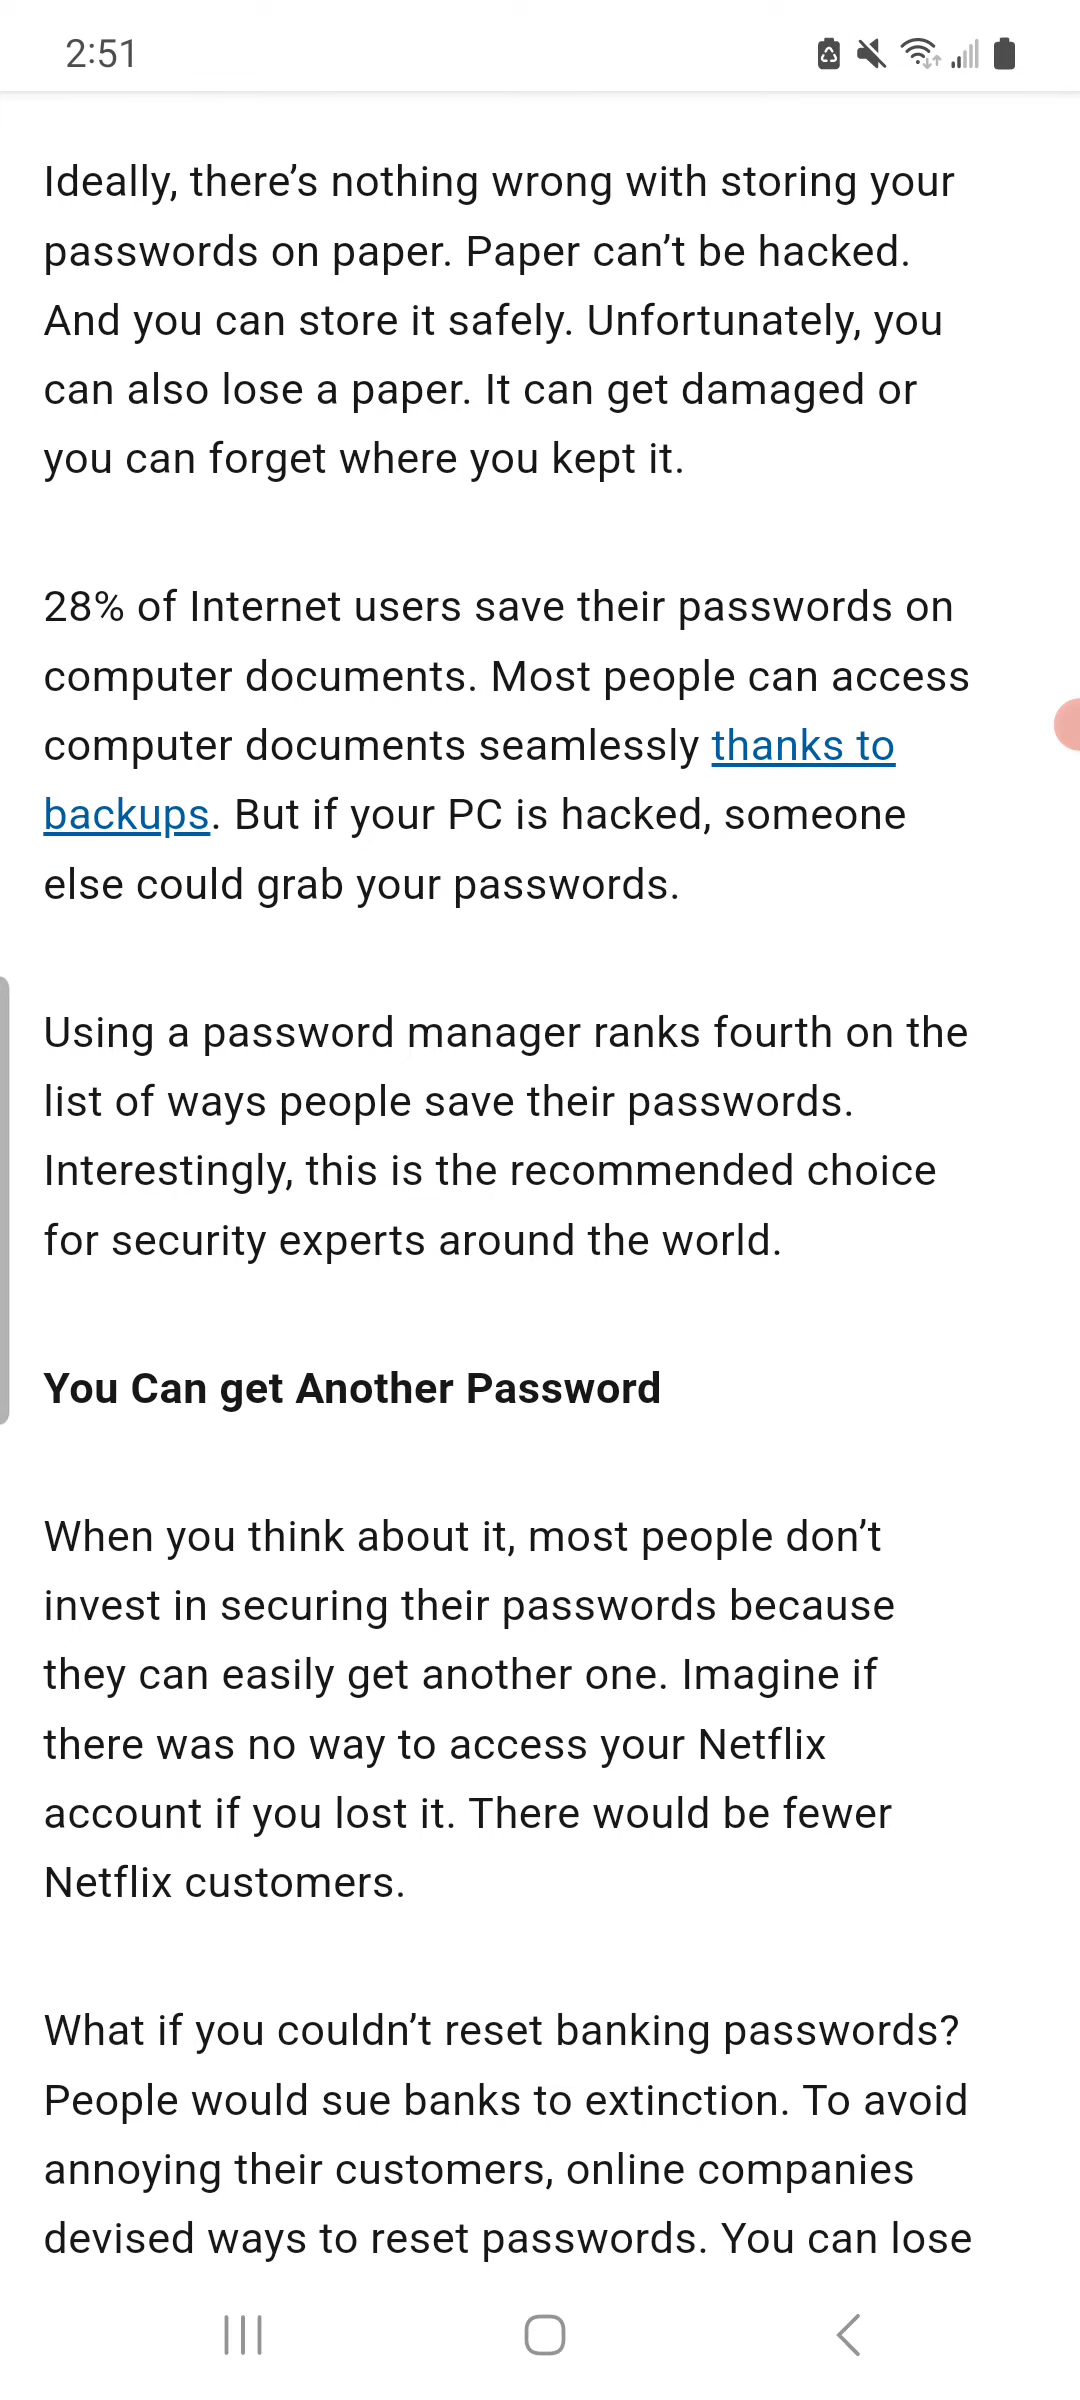 2:51
Ideally, there’s nothing wrong with storing your
passwords on paper. Paper can’t be hacked.
And you can store it safely. Unfortunately, you
can also lose a paper. It can get damaged or
you can forget where you kept it.
28% of Internet users save their passwords on
computer documents. Most people can access
computer documents seamlessly thanks to
backups. But if your PC is hacked, someone
else could grab your passwords.
Using a password manager ranks fourth on the
list of ways people save their passwords.
Interestingly, this is the recommended choice
for security experts around the world.
You Can get Another Password
When you think about it, most people don’t
invest in securing their passwords because
they can easily get another one. Imagine if
there was no way to access your Netflix
account if you lost it. There would be fewer
Netflix customers.
What if you couldn’t reset banking passwords?
People would sue banks to extinction. To avoid
annoying their customers, online companies
devised ways to reset passwords. You can lose